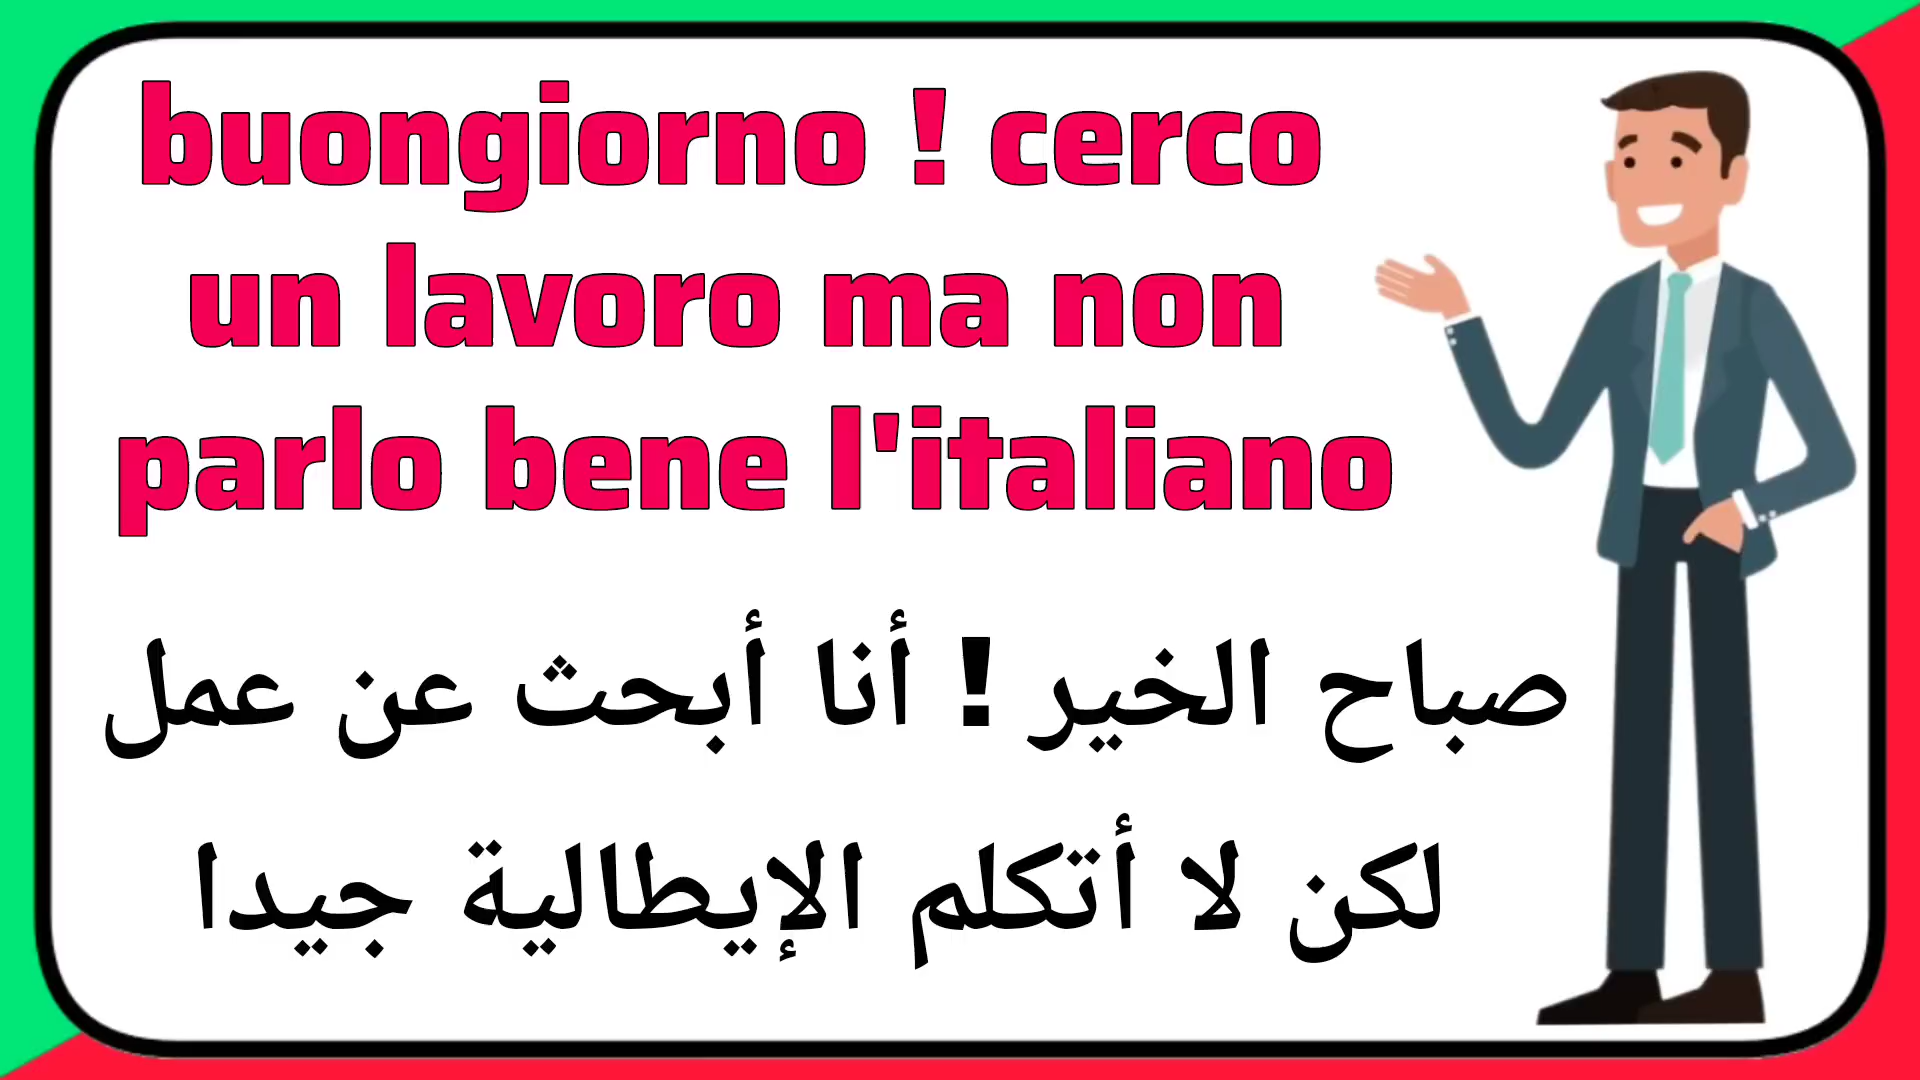 buongiorno ! cerco
un lavoro ma non
parlo bene l'italiano
صباح الخير ! أنا أبحث عن عمل
لكن لا أتكلم الإيطالية جيدا